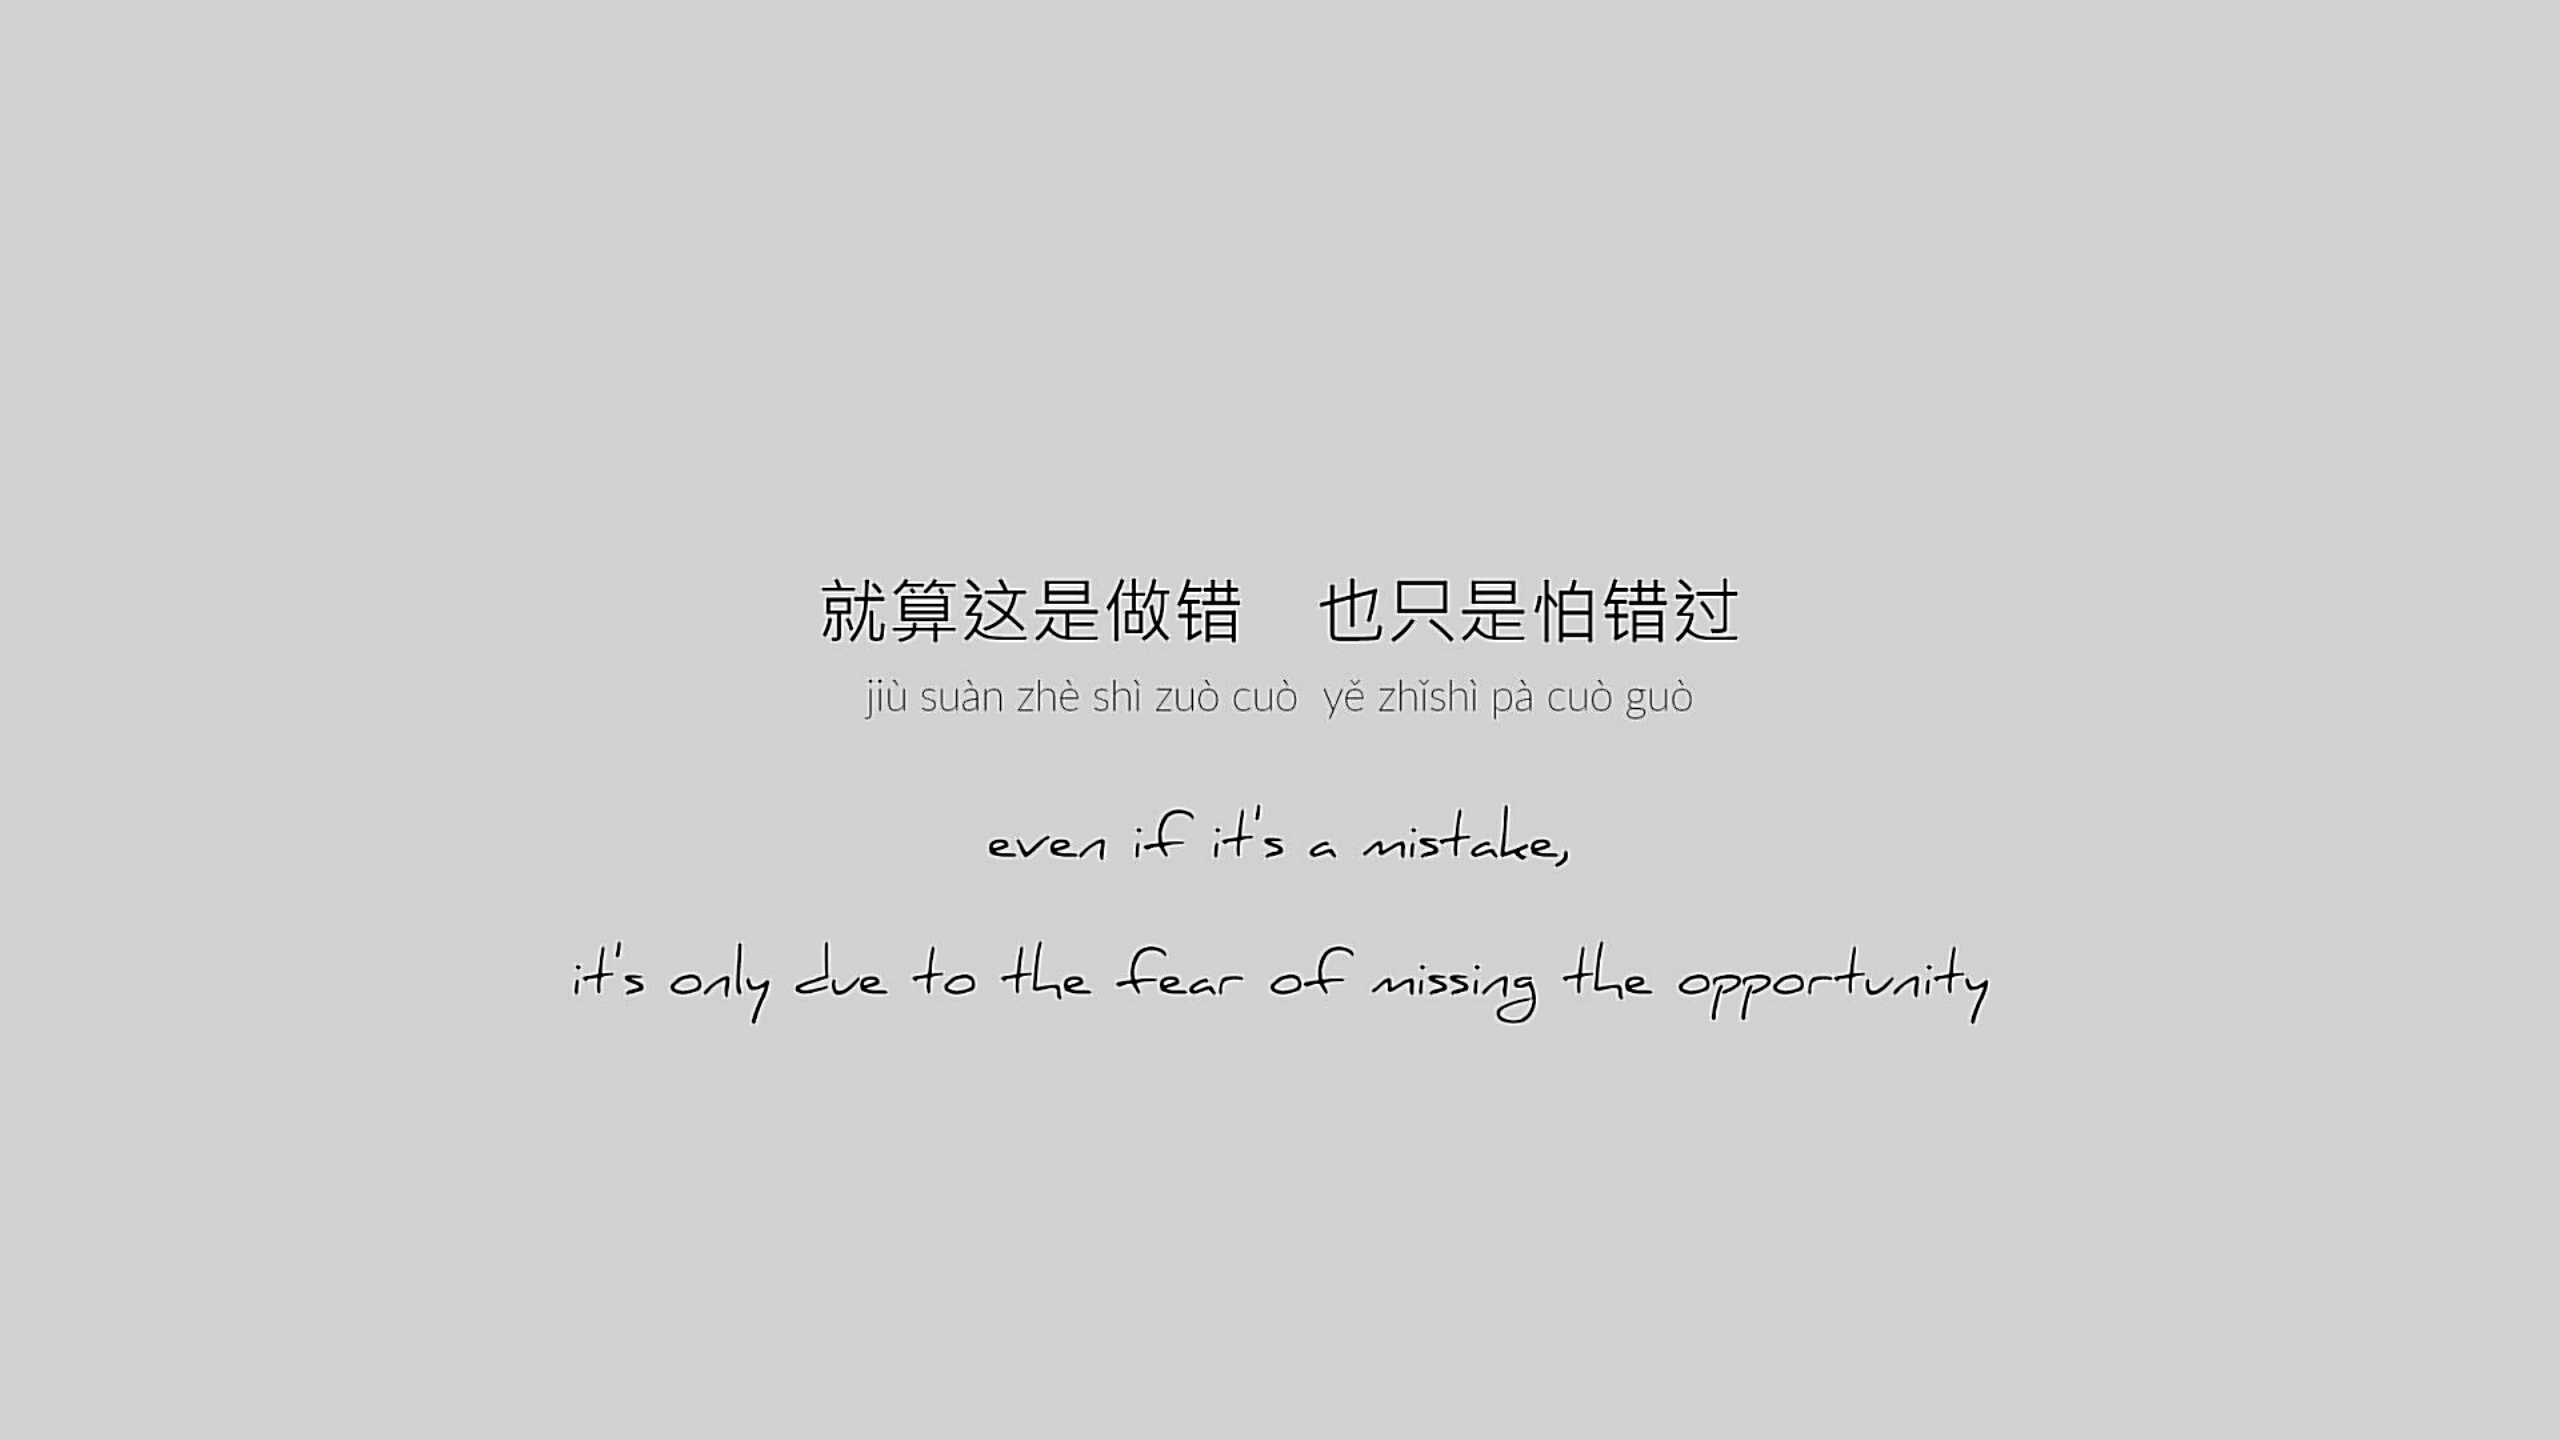 就算这是做错　也只是怕错过
jiù suàn zhè shì zuò cuò  yě zhǐshì pà cuò guò
even if it's a mistake,
it's only due to the fear of missing the opportunity